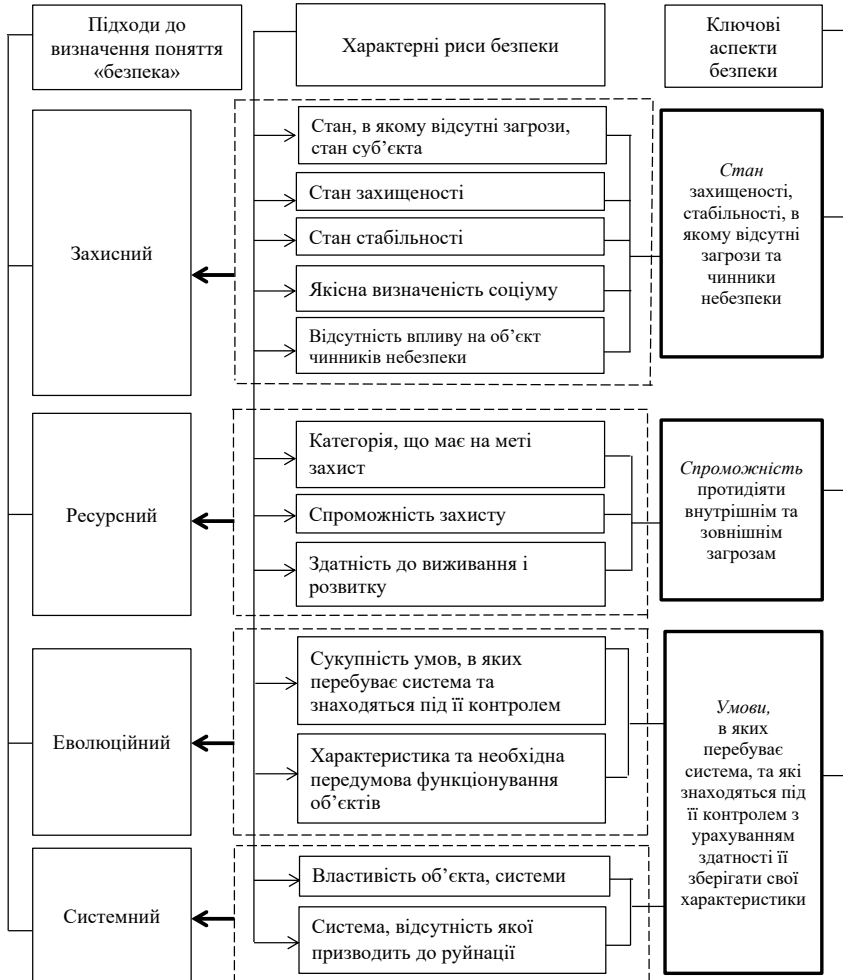 Підходи до
визначення поняття
«безпека»
Характерні риси безпеки
Ключові
аспекти
безпеки
Захисний
Стан, в якому відсутні загрози,
стан суб’єкта
Стан захищеності
Стан стабільності
Якісна визначеність соціуму
Відсутність впливу на об’єкт
чинників небезпеки
Стан
захищеності,
стабільності, в
якому відсутні
загрози та
чинники
небезпеки
Ресурсний
Категорія, що має на меті
захист
Спроможність захисту
Здатність до виживання і
розвитку
Спроможність
протидіяти
внутрішнім та
зовнішнім
загрозам
Еволюційний
Сукупність умов, в яких
перебуває система та
знаходяться під її контролем
Характеристика та необхідна
передумова функціонування
об’єктів
Умови,
в яких
перебуває
система, та які
знаходяться під
її контролем з
урахуванням
здатності її
зберігати свої
характеристики
Системний
Властивість об’єкта, системи
Система, відсутність якої
призводить до руйнації